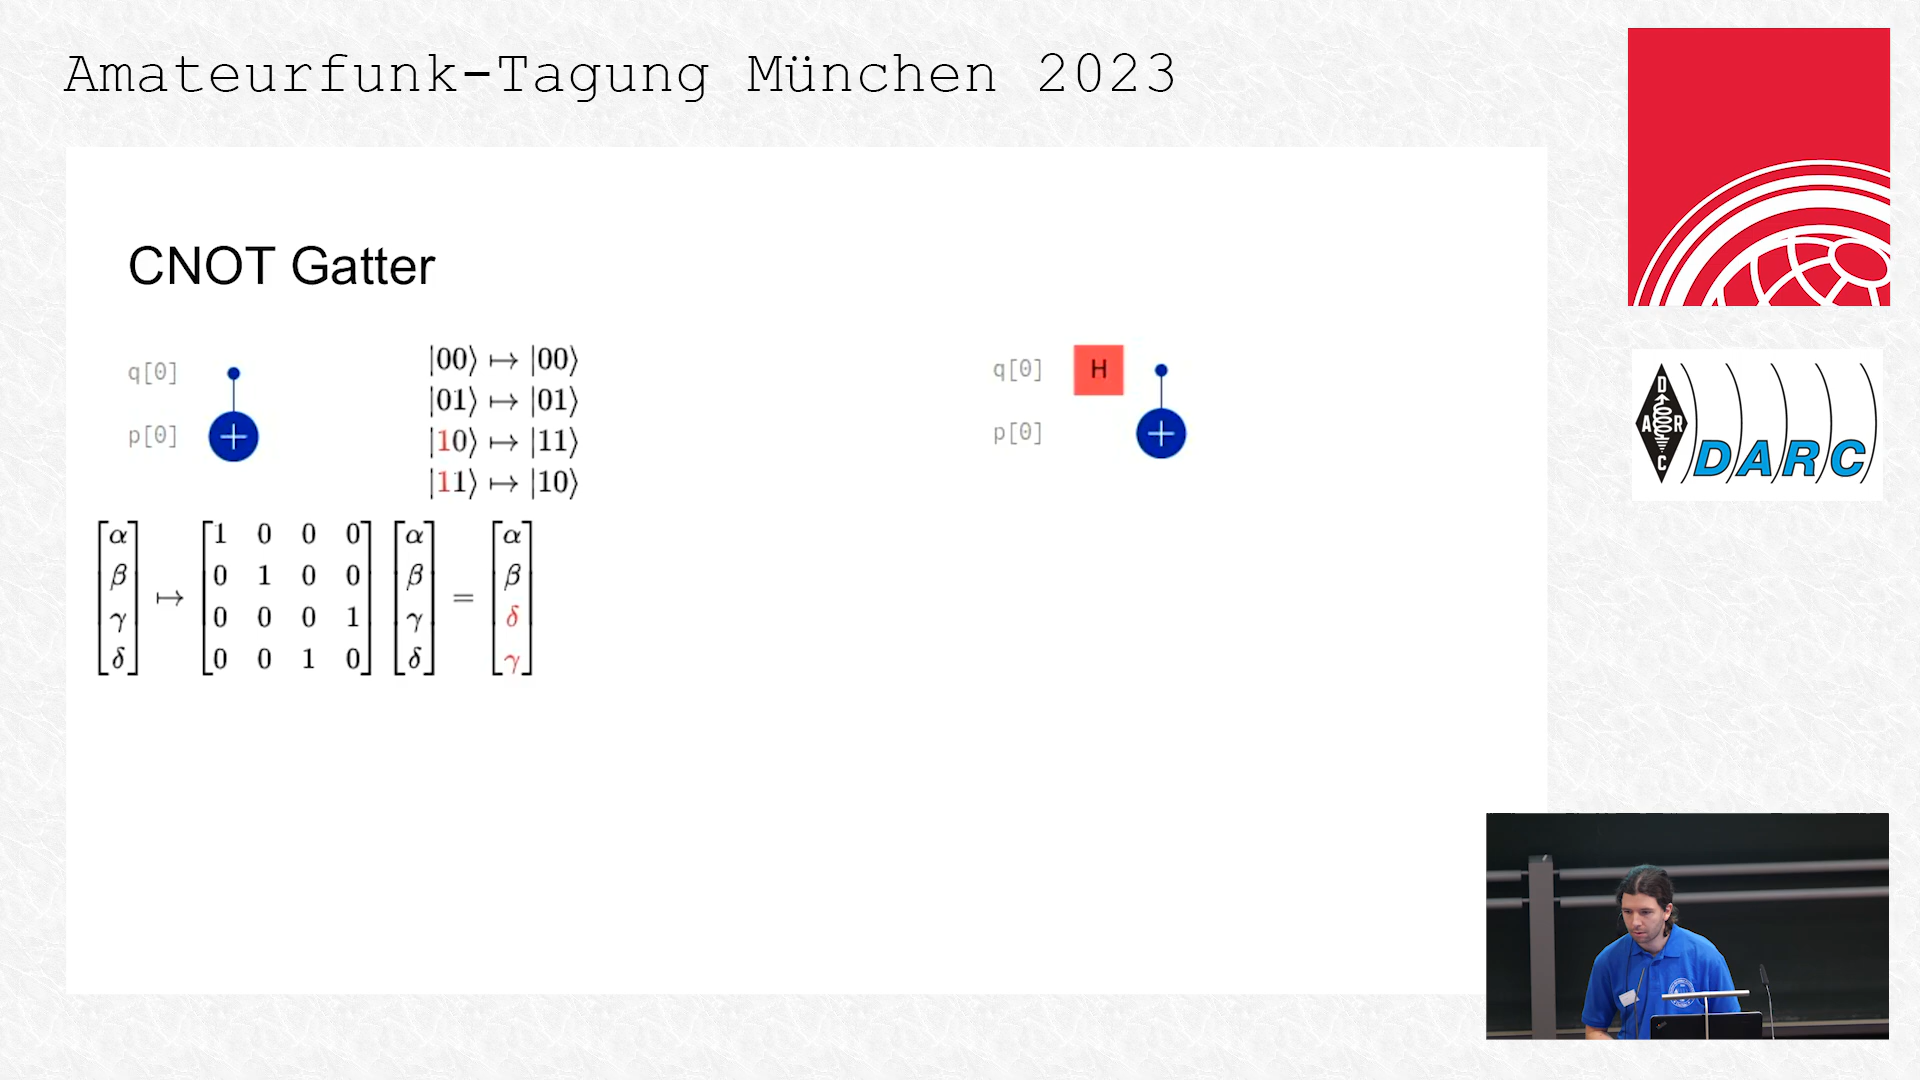 Amateurfunk-Tagung München 2023
CNOT Gatter
q[0]
p[0]
|00⟩ ↦ |00⟩
|01⟩ ↦ |01⟩
|10⟩ ↦ |11⟩
|11⟩ ↦ |10⟩
q[0] H
p[0]
α 1 0 0 0 α α
β 0 1 0 0 β β
γ ↦ 0 0 0 1 γ = δ
δ 0 0 1 0 δ γ
D
A R
C
DARC